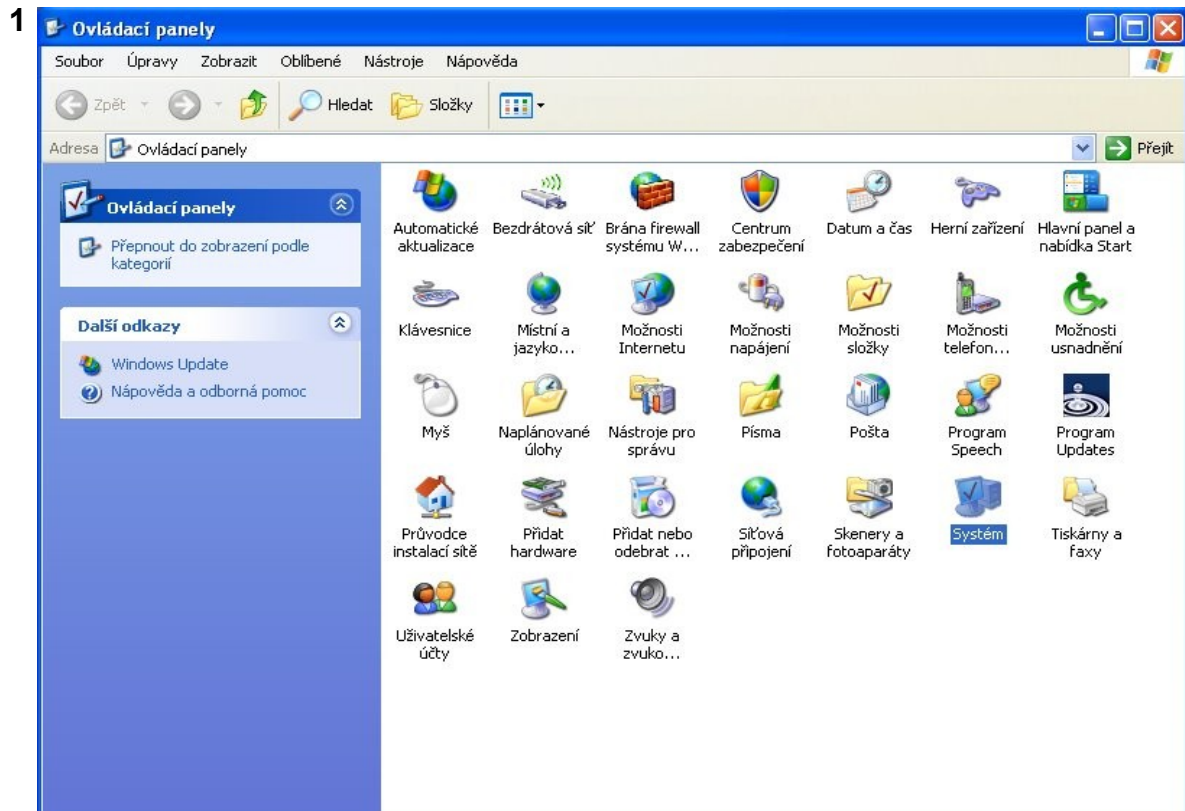 1
Ovládací panely
Soubor Úpravy Zobrazit Oblíbené Nástroje Nápověda
Zpět Hledat Složky
Adresa Ovládací panely Přejít
Ovládací panely
Přepnout do zobrazení podle
kategorií
Další odkazy
Windows Update
Nápověda a odborná pomoc
Automatické
aktualizace
Bezdrátová síť
Brána firewall
systému W...
Centrum
zabezpečení
Datum a čas
Herní zařízení
Hlavní panel a
nabídka Start
Klávesnice
Místní a
jazyko...
Možnosti
Internetu
Možnosti
napájení
Možnosti
složky
Možnosti
telefon...
Možnosti
usnadnění
Myš
Naplánované
úlohy
Nástroje pro
správu
Písma
Pošta
Program
Speech
Program
Updates
Průvodce
instalací sítě
Přidat
hardware
Přidat nebo
odebrat ...
Síťová
připojení
Skenery a
fotoaparáty
Systém
Tiskárny a
faxy
Uživatelské
účty
Zobrazení
Zvuky a
zvuko...